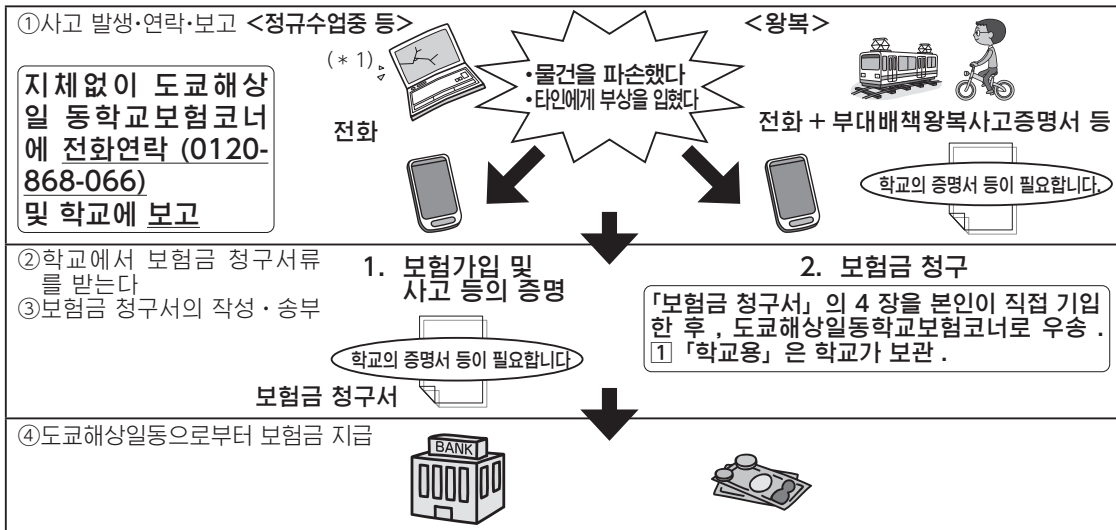 ①사고 발생·연락·보고 <정규수업중 등>
<왕복>
(* 1)
지체없이 도쿄해상
일 동학교보험코너
에 전화연락 (0120-
868-066)
및 학교에 보고
·물건을 파손했다
·타인에게 부상을 입혔다
전화
전화 + 부대배책왕복사고증명서 등
학교의 증명서 등이 필요합니다.
②학교에서 보험금 청구서류
를 받는다
③보험금 청구서의 작성 · 송부
1. 보험가입 및
사고 등의 증명
학교의 증명서 등이 필요합니다
보험금 청구서
2. 보험금 청구
「보험금 청구서」의 4 장을 본인이 직접 기입
한 후 , 도쿄해상일동학교보험코너로 우송 .
1 「학교용」은 학교가 보관 .
④도쿄해상일동으로부터 보험금 지급
BANK